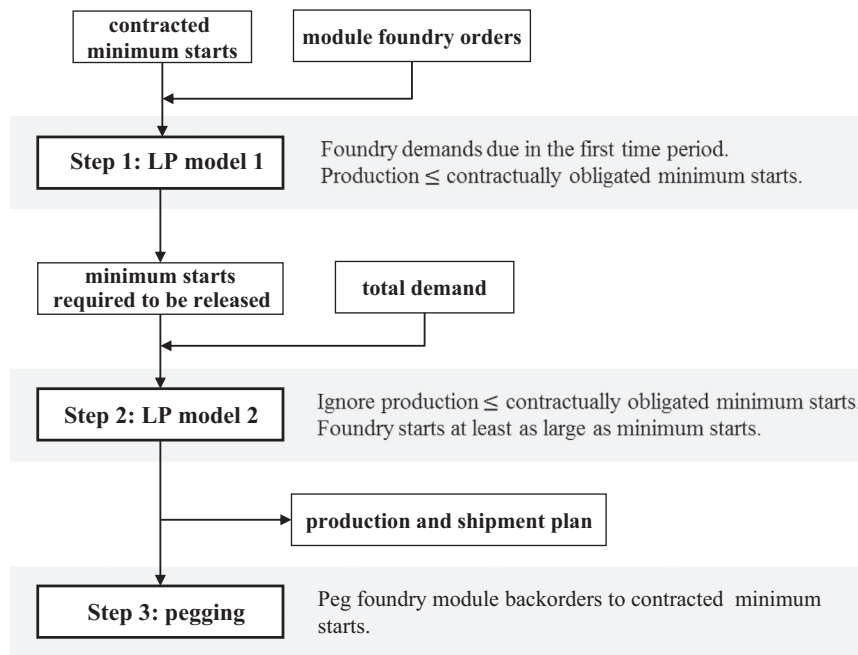 contracted
minimum starts
module foundry orders
Step 1: LP model 1
Foundry demands due in the first time period.
Production ≤ contractually obligated minimum starts.
minimum starts
required to be released
total demand
Step 2: LP model 2
Ignore production ≤ contractually obligated minimum starts.
Foundry starts at least as large as minimum starts.
production and shipment plan
Step 3: pegging
Peg foundry module backorders to contracted minimum
starts.